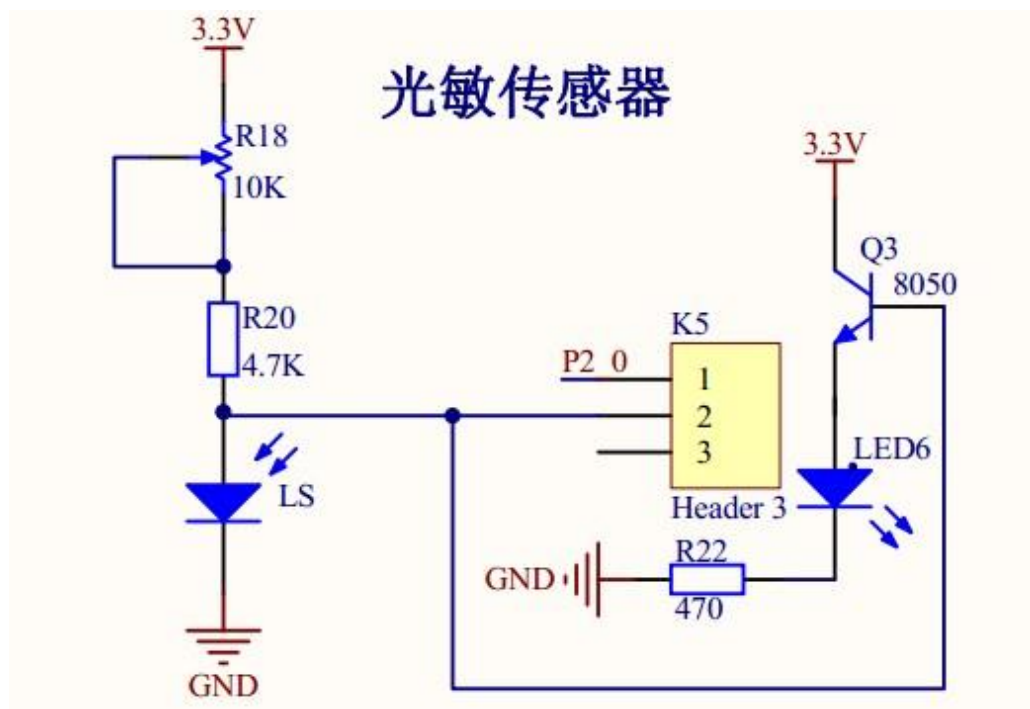 光敏传感器
3.3V
R18
10K
R20
4.7K
LS
GND
P2_0
K5
1
2
3
Header 3
3.3V
Q3
8050
LED6
R22
470
GND